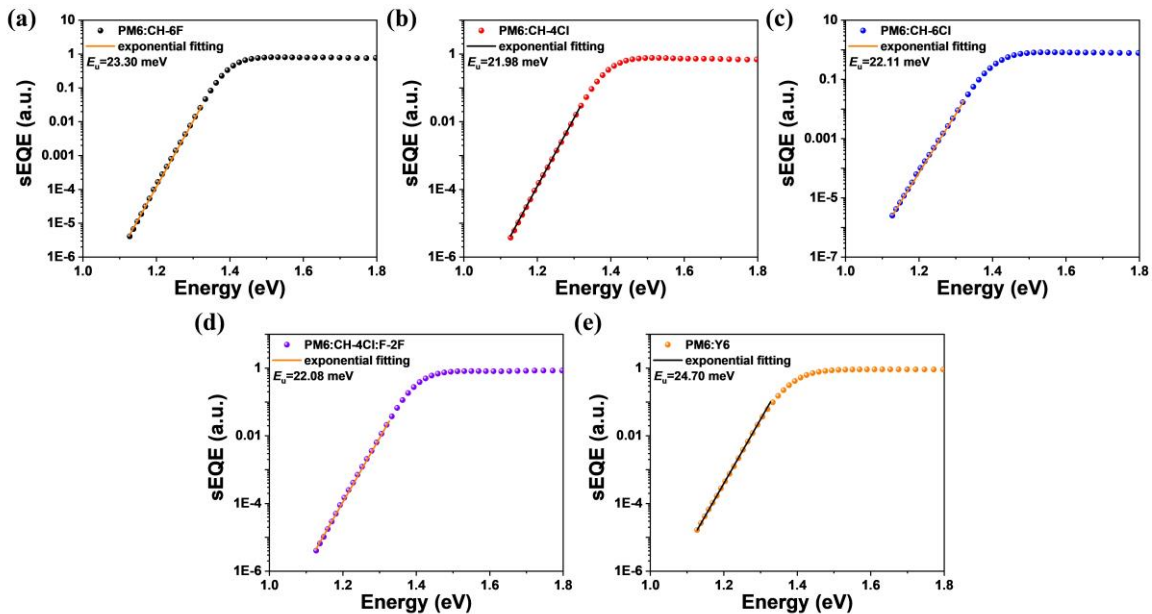 (a)
PM6:CH-6F
exponential fitting
Eu=23.30 meV
10
1
0.1
0.01
0.001
1E-4
1E-5
1E-6
1.0
1.2
1.4
1.6
1.8
sEQE (a.u.)
Energy (eV)
(b)
PM6:CH-4Cl
exponential fitting
Eu=21.98 meV
10
1
0.1
0.01
0.001
1E-4
1E-5
1E-6
1.0
1.2
1.4
1.6
1.8
sEQE (a.u.)
Energy (eV)
(c)
PM6:CH-6Cl
exponential fitting
Eu=22.11 meV
10
0.1
0.001
1E-5
1E-7
1.0
1.2
1.4
1.6
1.8
sEQE (a.u.)
Energy (eV)
(d)
PM6:CH-4Cl:F-2F
exponential fitting
Eu=22.08 meV
1
0.01
1E-4
1E-6
1.0
1.2
1.4
1.6
1.8
sEQE (a.u.)
Energy (eV)
(e)
PM6:Y6
exponential fitting
Eu=24.70 meV
1
0.01
1E-4
1E-6
1.0
1.2
1.4
1.6
1.8
sEQE (a.u.)
Energy (eV)